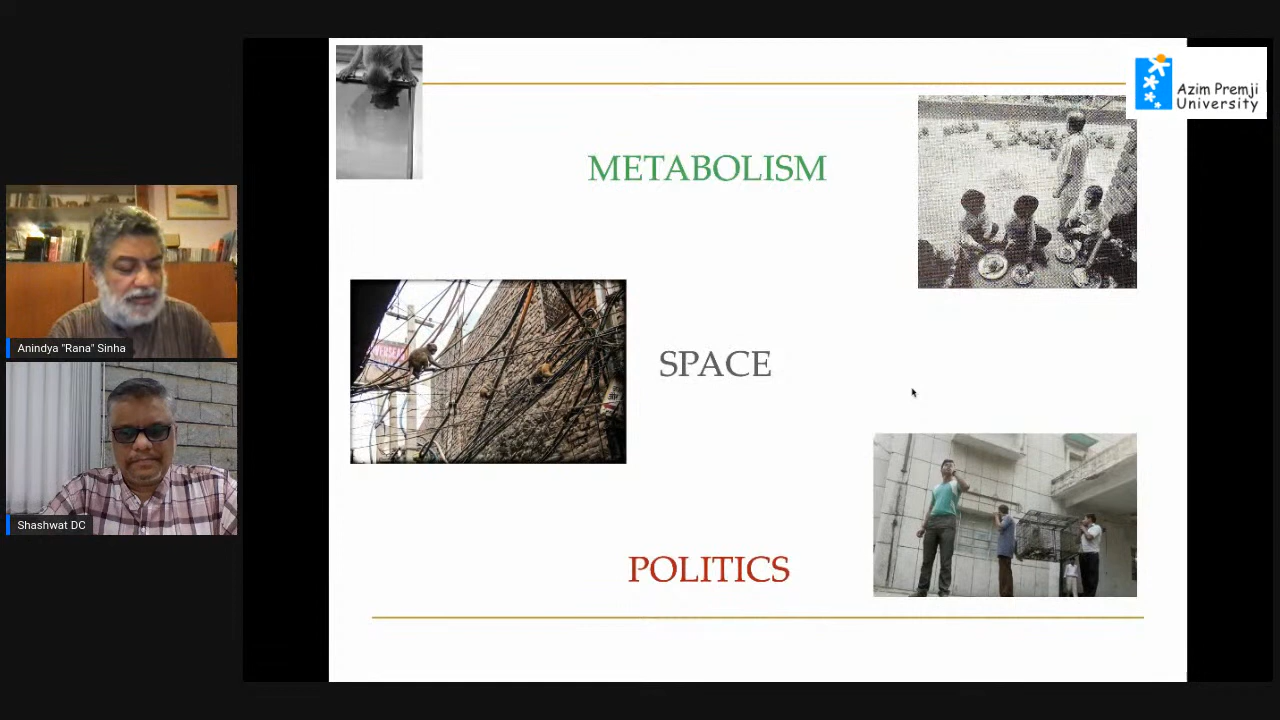 Azim Premji
University
METABOLISM
SPACE
POLITICS
Anindya "Rana" Sinha
Shashwat DC